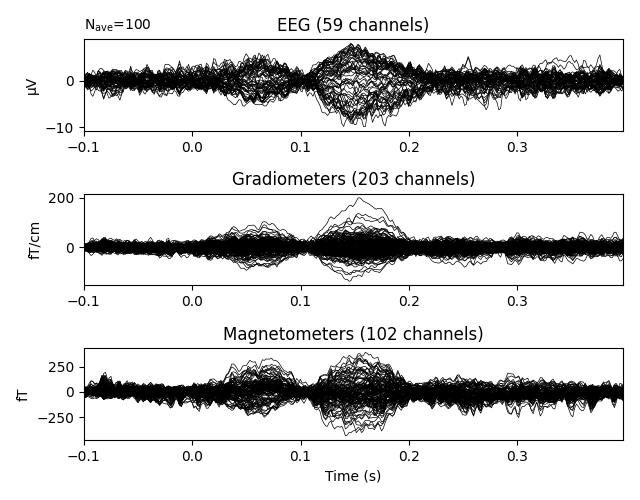 N_ave=100
EEG (59 channels)
µV
0
−10
−0.1 0.0 0.1 0.2 0.3
Gradiometers (203 channels)
fT/cm
200
0
−0.1 0.0 0.1 0.2 0.3
Magnetometers (102 channels)
fT
250
0
−250
−0.1 0.0 0.1 0.2 0.3
Time (s)